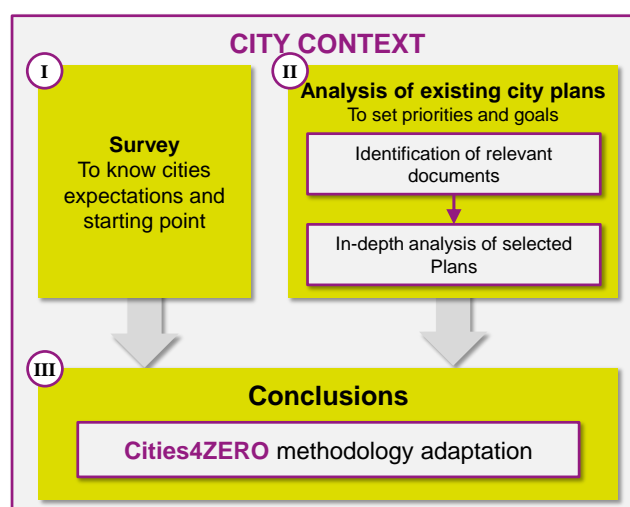 CITY CONTEXT
I
Survey
To know cities
expectations and
starting point
II
Analysis of existing city plans
To set priorities and goals
Identification of relevant
documents
In-depth analysis of selected
Plans
III
Conclusions
Cities4ZERO methodology adaptation